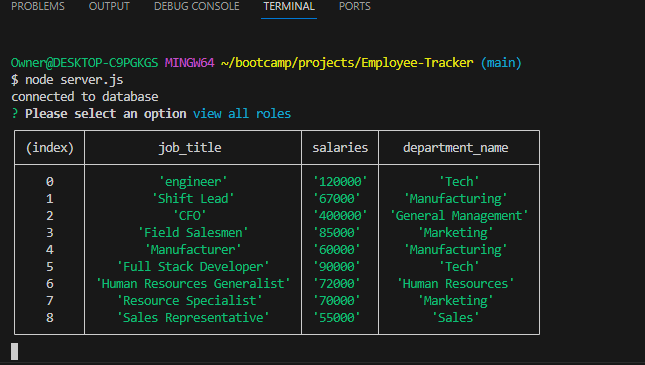 PROBLEMS OUTPUT DEBUG CONSOLE TERMINAL PORTS
Owner@DESKTOP-C9PGKGS MINGW64 ~/bootcamp/projects/Employee-Tracker (main)
$ node server.js
connected to database
? Please select an option view all roles
(index) job_title salaries department_name
0 'engineer' '120000' 'Tech'
1 'Shift Lead' '67000' 'Manufacturing'
2 'CFO' '400000' 'General Management'
3 'Field Salesmen' '85000' 'Marketing'
4 'Manufacturer' '60000' 'Manufacturing'
5 'Full Stack Developer' '90000' 'Tech'
6 'Human Resources Generalist' '72000' 'Human Resources'
7 'Resource Specialist' '70000' 'Marketing'
8 'Sales Representative' '55000' 'Sales'